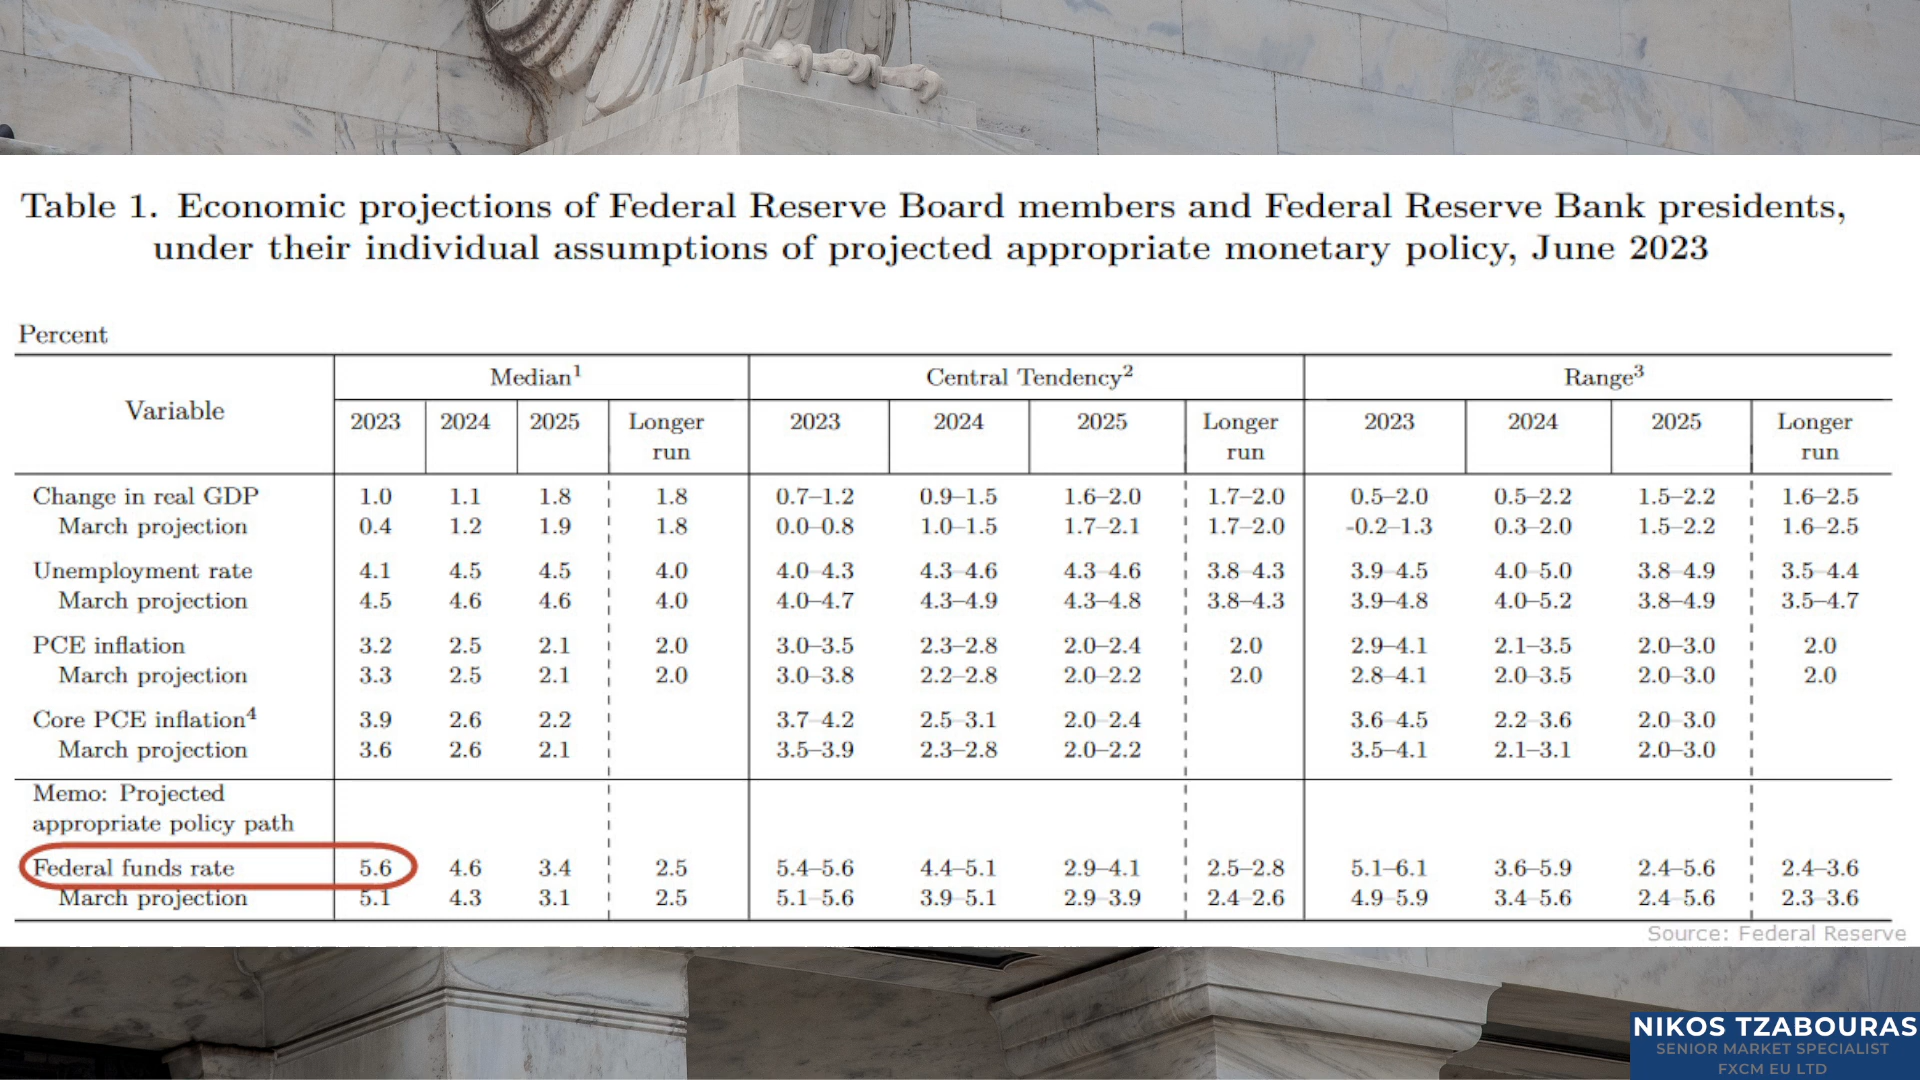 Table 1. Economic projections of Federal Reserve Board members and Federal Reserve Bank presidents,
under their individual assumptions of projected appropriate monetary policy, June 2023
Percent
Variable Median1 Central Tendency2 Range3
2023 2024 2025 Longer run 2023 2024 2025 Longer run 2023 2024 2025 Longer run
Change in real GDP 1.0 1.1 1.8 1.8 0.7–1.2 0.9–1.5 1.6–2.0 1.7–2.0 0.5–2.0 0.5–2.2 1.5–2.2 1.6–2.5
March projection 0.4 1.2 1.9 1.8 0.0–0.8 1.0–1.5 1.7–2.1 1.7–2.0 -0.2–1.3 0.3–2.0 1.5–2.2 1.6–2.5
Unemployment rate 4.1 4.5 4.5 4.0 4.0–4.3 4.3–4.6 4.3–4.6 3.8–4.3 3.9–4.5 4.0–5.0 3.8–4.9 3.5–4.4
March projection 4.5 4.6 4.6 4.0 4.0–4.7 4.3–4.9 4.3–4.8 3.8–4.3 3.9–4.8 4.0–5.2 3.8–4.9 3.5–4.7
PCE inflation 3.2 2.5 2.1 2.0 3.0–3.5 2.3–2.8 2.0–2.4 2.0 2.9–4.1 2.1–3.5 2.0–3.0 2.0
March projection 3.3 2.5 2.1 2.0 3.0–3.8 2.2–2.8 2.0–2.2 2.0 2.8–4.1 2.0–3.5 2.0–3.0 2.0
Core PCE inflation4 3.9 2.6 2.2 3.7–4.2 2.5–3.1 2.0–2.4 3.6–4.5 2.2–3.6 2.0–3.0
March projection 3.6 2.6 2.1 3.5–3.9 2.3–2.8 2.0–2.2 3.5–4.1 2.1–3.1 2.0–3.0
Memo: Projected
appropriate policy path
Federal funds rate 5.6 4.6 3.4 2.5 5.4–5.6 4.4–5.1 2.9–4.1 2.5–2.8 5.1–6.1 3.6–5.9 2.4–5.6 2.4–3.6
March projection 5.1 4.3 3.1 2.5 5.1–5.6 3.9–5.1 2.9–3.9 2.4–2.6 4.9–5.9 3.4–5.6 2.4–5.6 2.3–3.6
Source: Federal Reserve
NIKOS TZABOURAS
SENIOR MARKET SPECIALIST
FXCM EU LTD